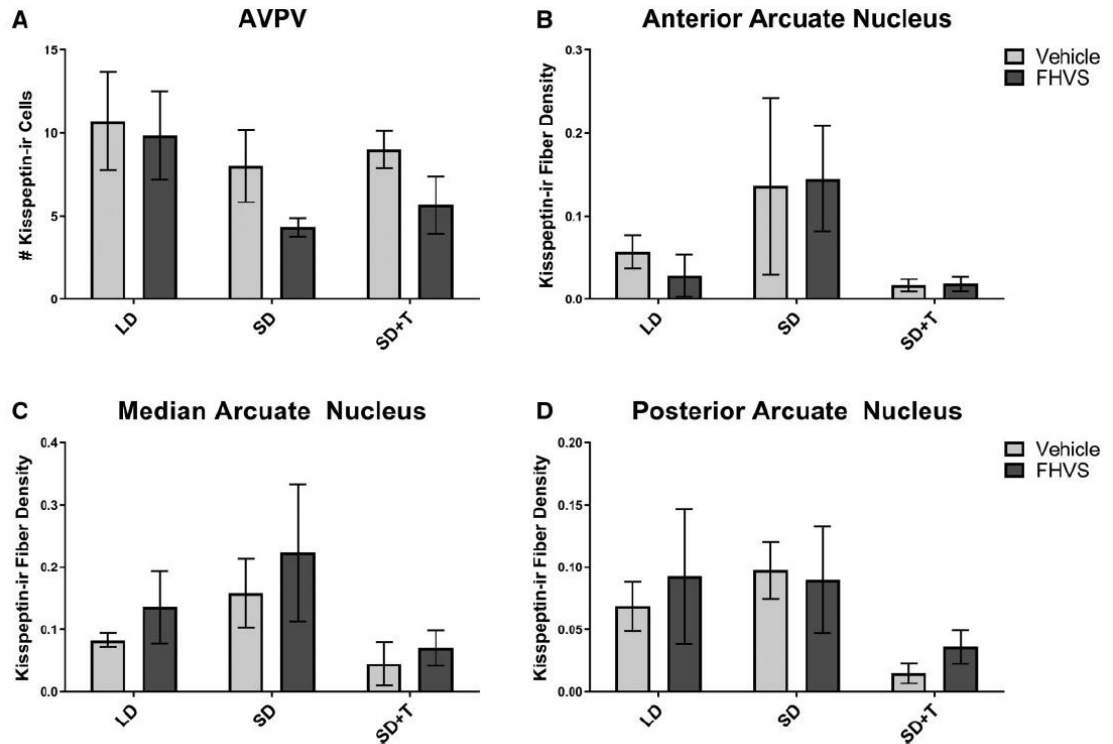 A
AVPV
# Kisspeptin-ir Cells
15
10
5
0
LD
SD
SD+T
B
Anterior Arcuate Nucleus
Kisspeptin-ir Fiber Density
0.3
0.2
0.1
0.0
LD
SD
SD+T
Vehicle
FHVS
C
Median Arcuate Nucleus
Kisspeptin-ir Fiber Density
0.4
0.3
0.2
0.1
0.0
LD
SD
SD+T
D
Posterior Arcuate Nucleus
Kisspeptin-ir Fiber Density
0.20
0.15
0.10
0.05
0.00
LD
SD
SD+T
Vehicle
FHVS